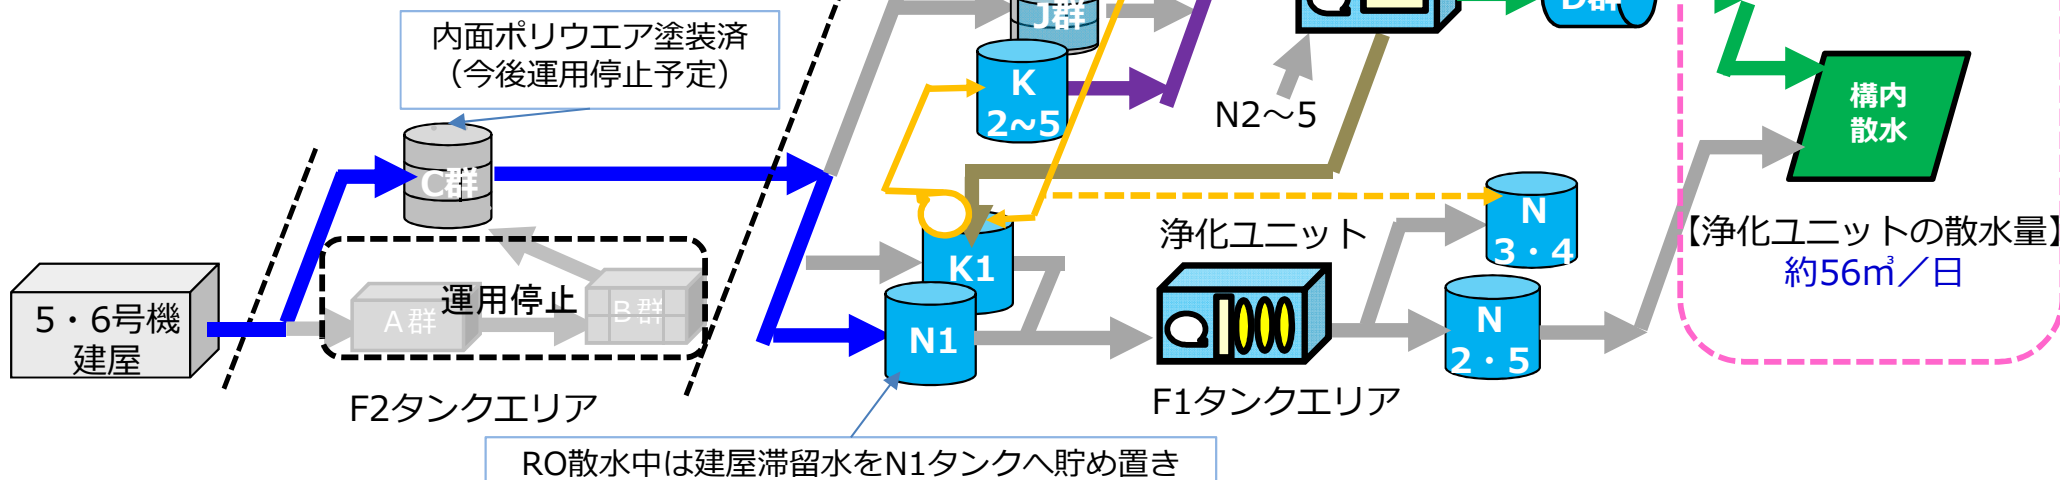 内面ポリウエア塗装済
（今後運用停止予定）
J群
D群
K
2~5
N2～5
構内
散水
C群
N
3・4
【浄化ユニットの散水量】
約56㎥／日
浄化ユニット
K1
5・6号機
建屋
A群
運用停止
B群
N1
N
2・5
F2タンクエリア
F1タンクエリア
RO散水中は建屋滞留水をN1タンクへ貯め置き